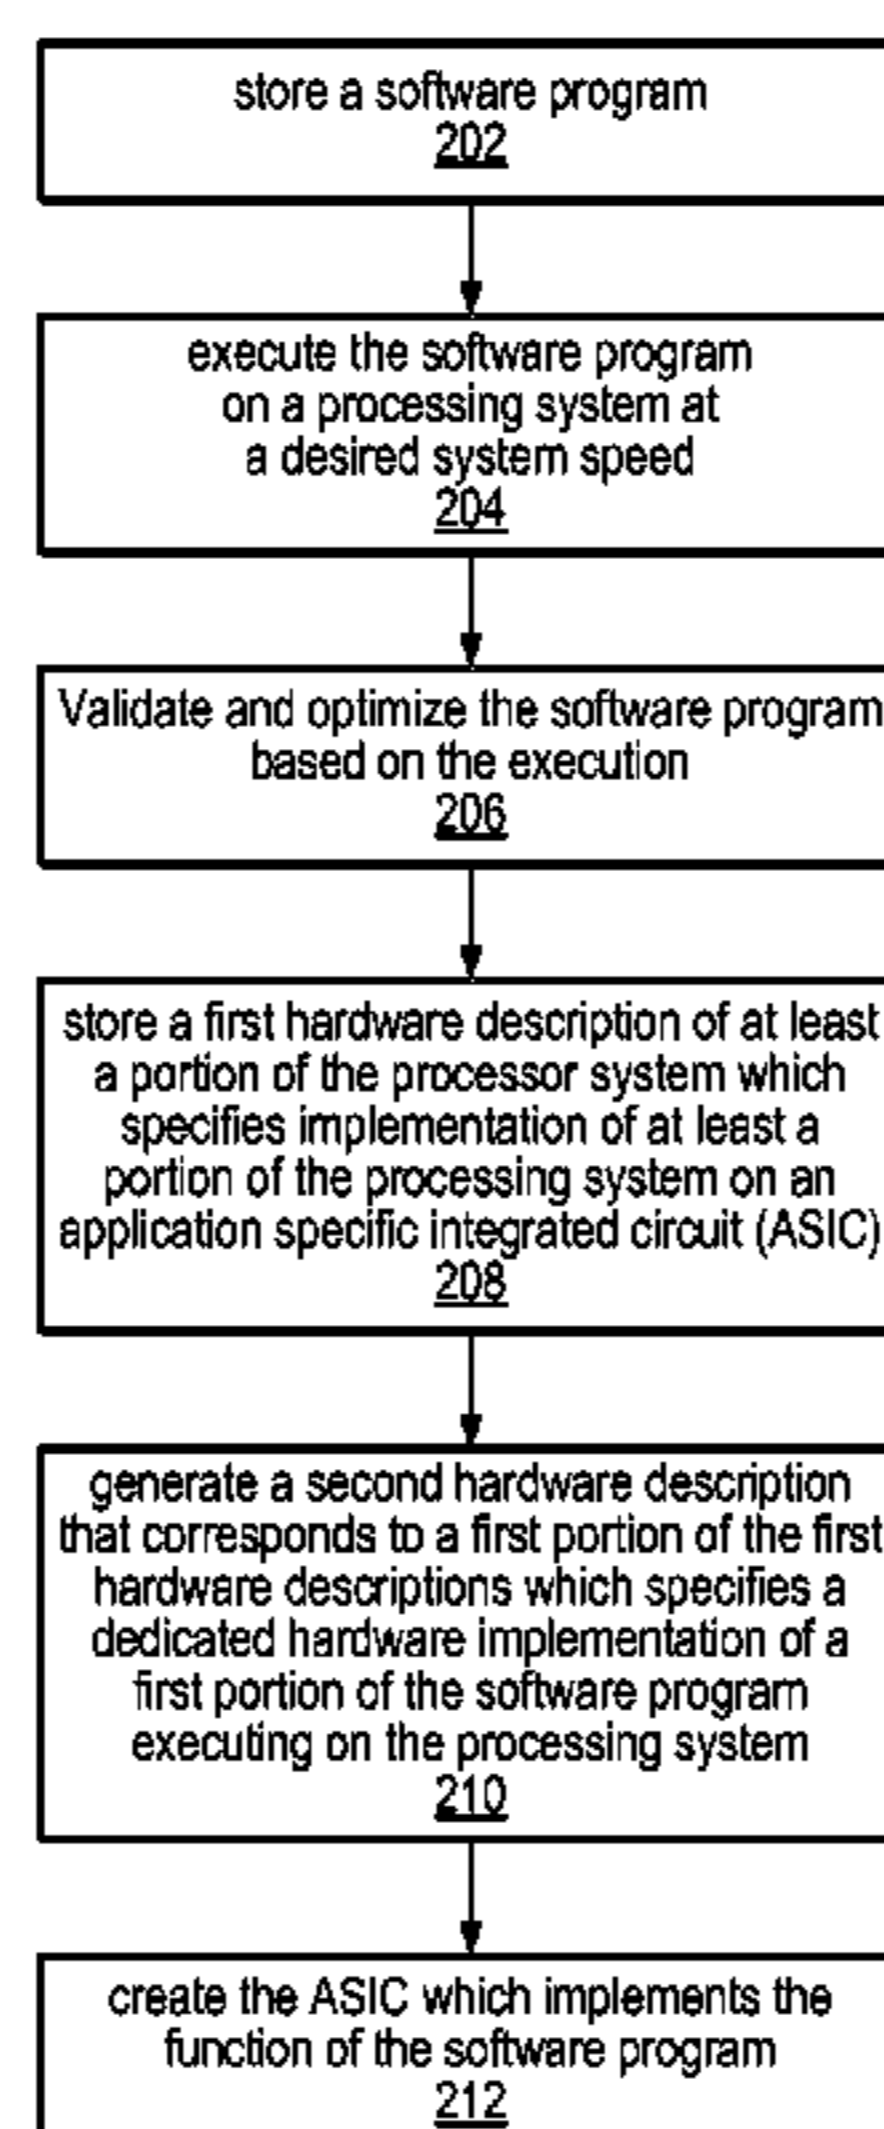 store a software program
202
execute the software program
on a processing system at
a desired system speed
204
Validate and optimize the software program
based on the execution
206
store a first hardware description of at least
a portion of the processor system which
specifies implementation of at least a
portion of the processing system on an
application specific integrated circuit (ASIC)
208
generate a second hardware description
that corresponds to a first portion of the first
hardware descriptions which specifies a
dedicated hardware implementation of a
first portion of the software program
executing on the processing system
210
create the ASIC which implements the
function of the software program
212